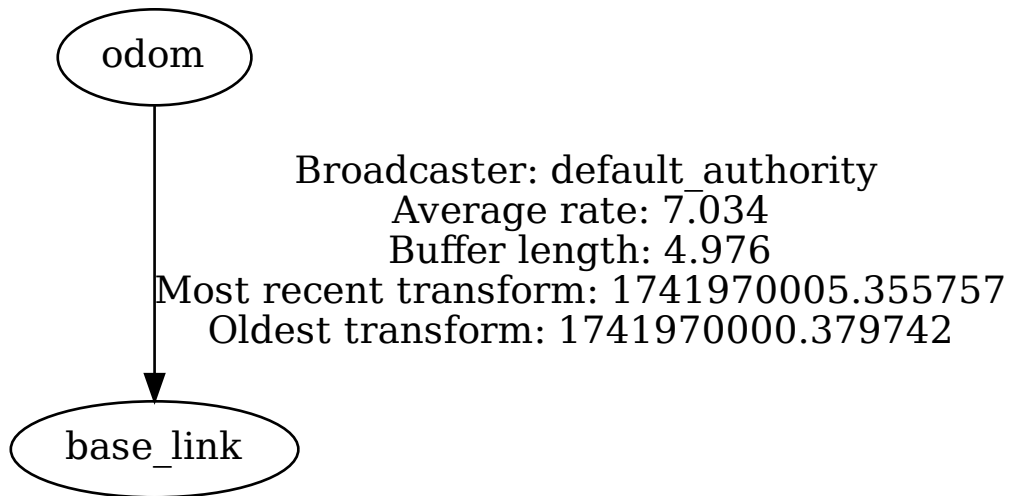 odom
Broadcaster: default_authority
Average rate: 7.034
Buffer length: 4.976
Most recent transform: 1741970005.355757
Oldest transform: 1741970000.379742
base_link